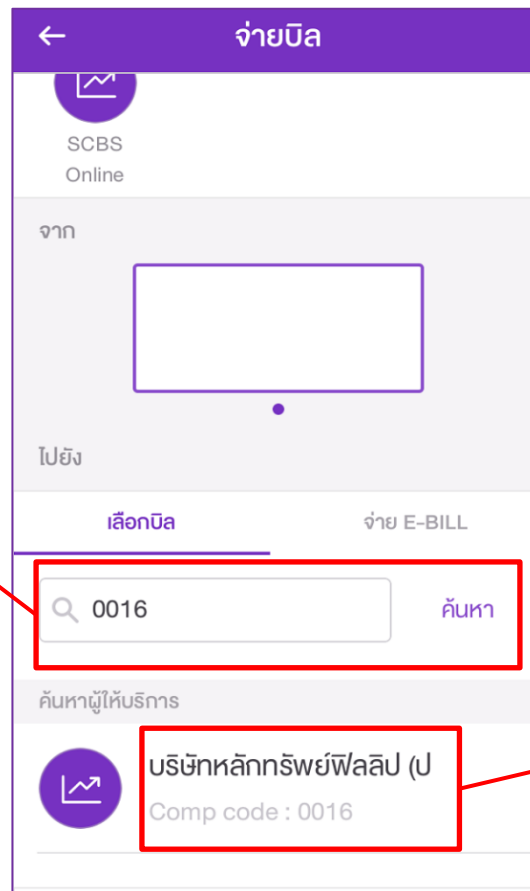 จ่ายบิล
SCBS
Online
จาก
ไปยัง
เลือกบิล
จ่าย E-BILL
0016
ค้นหา
ค้นหาผู้ให้บริการ
บริษัทหลักทรัพย์ฟิลลิป (ป
Comp code : 0016